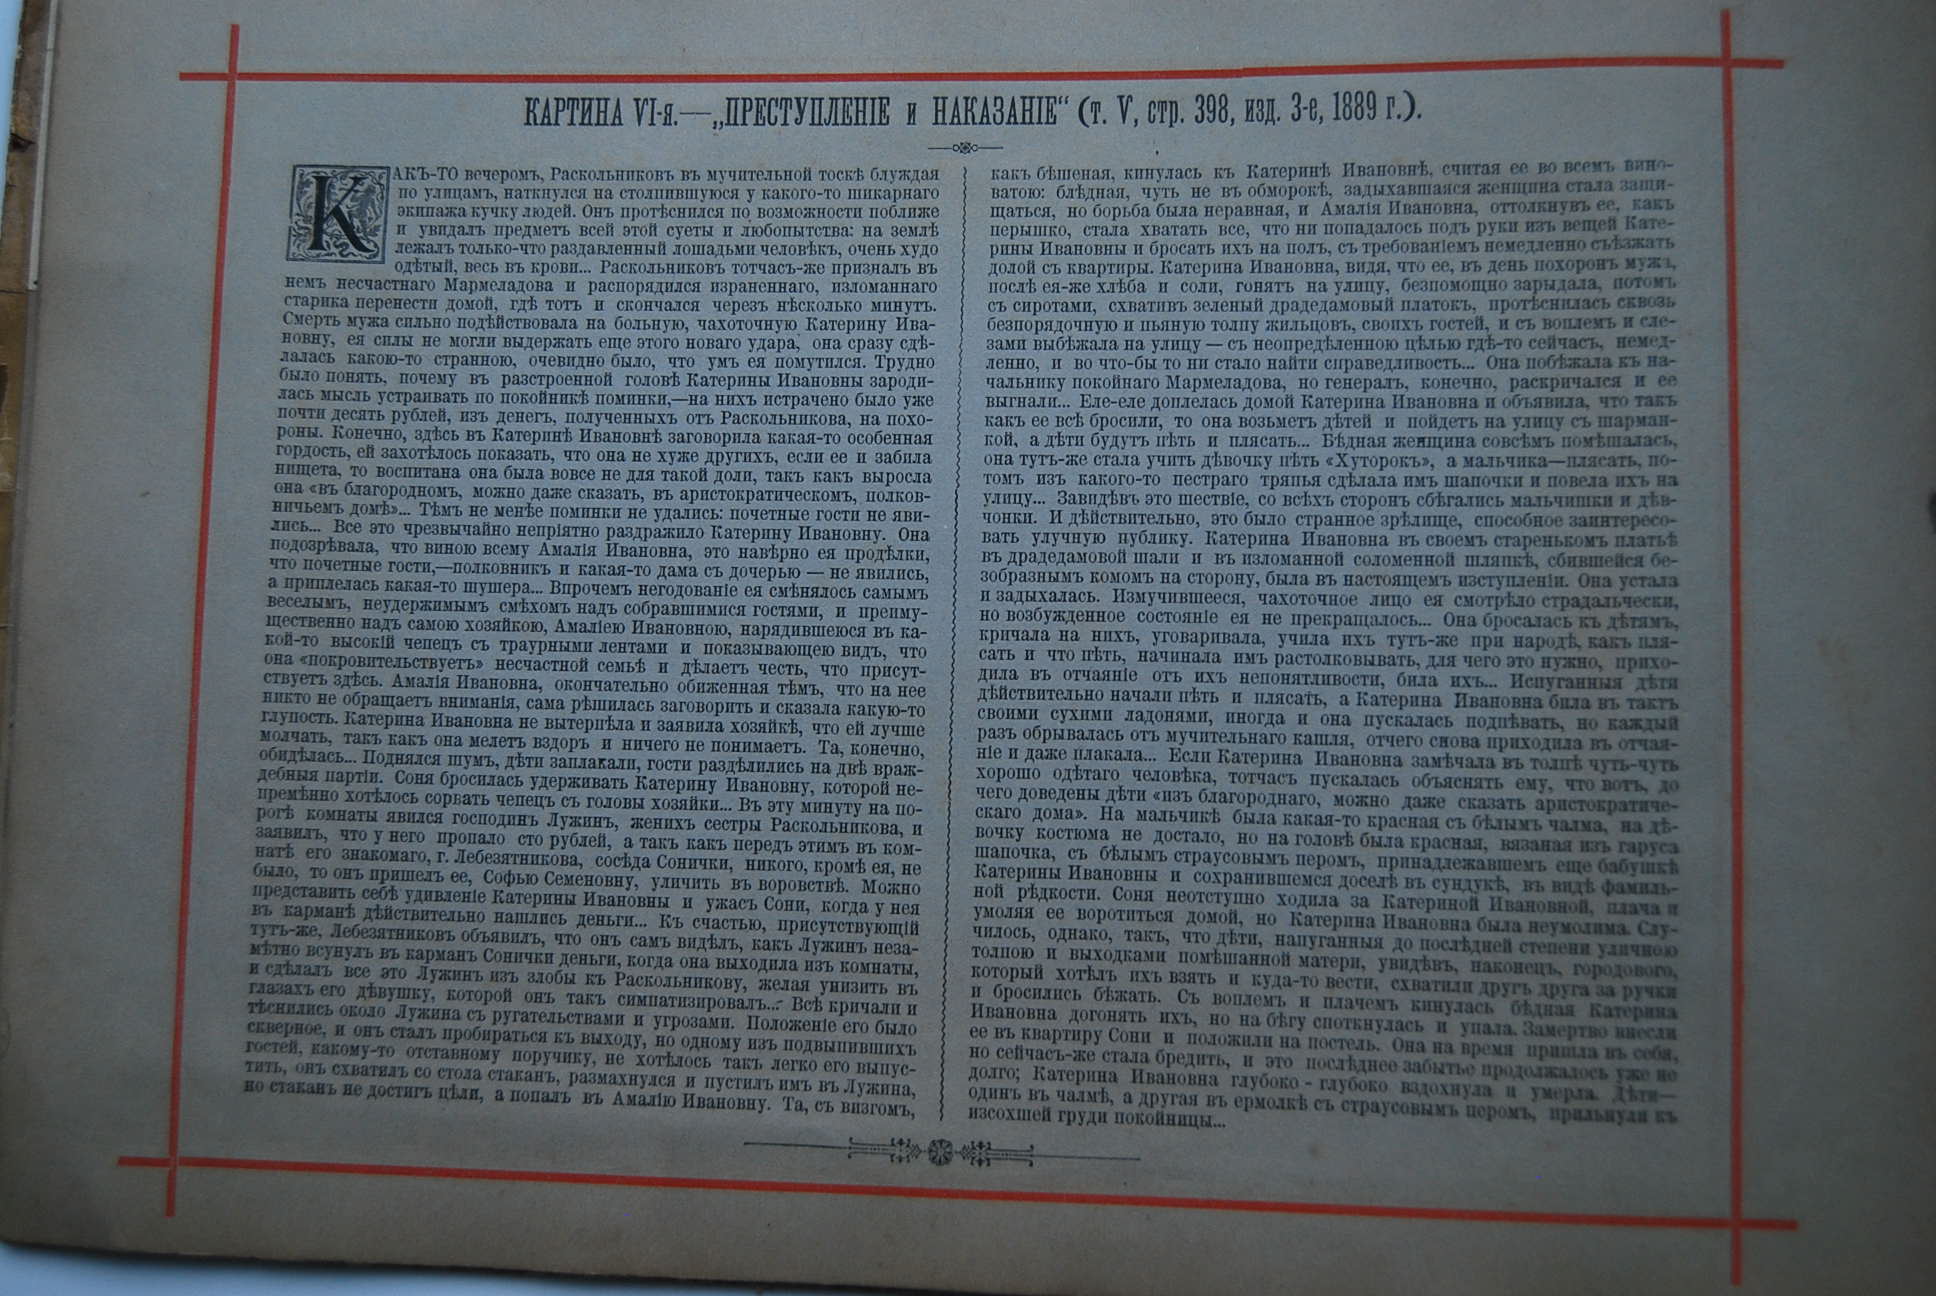 КАРТИНА VI-я.—„ПРЕСТУПЛЕНІЕ и НАКАЗАНІЕ“ (т. V, стр. 398, изд. 3-е, 1889 г.).
КАКЪ-ТО вечеромъ, Раскольниковъ въ мучительной тоскѣ блуждая
по улицамъ, наткнулся на столпившуюся у какого-то шикарнаго
экипажа кучку людей. Онъ протѣснился по возможности поближе
и увидалъ предметъ всей этой суеты и любопытства: на землѣ
лежалъ только-что раздавленный лошадьми человѣкъ, очень худо
одѣтый, весь въ крови... Раскольниковъ тотчасъ-же призналъ въ
немъ несчастнаго Мармеладова и распорядился израненнаго, изломаннаго
старика перенести домой, гдѣ тотъ и скончался черезъ нѣсколько минутъ.
Смерть мужа сильно подѣйствовала на больную, чахоточную Катерину Ива-
новну, ея силы не могли выдержать еще этого новаго удара, она сразу сдѣ-
лалась какою-то странною, очевидно было, что умъ ея помутился. Трудно
было понять, почему въ разстроенной головѣ Катерины Ивановны зароди-
лась мысль устраивать по покойникѣ поминки,—на нихъ истрачено было уже
почти десять рублей, изъ денегъ, полученныхъ отъ Раскольникова, на похо-
роны. Конечно, здѣсь въ Катеринѣ Ивановнѣ заговорила какая-то особенная
гордость, ей захотѣлось показать, что она не хуже другихъ, если ее и забила
нищета, то воспитана она была вовсе не для такой доли, такъ какъ выросла
она «въ благородномъ, можно даже сказать, въ аристократическомъ, полков-
ничьемъ домѣ»... Тѣмъ не менѣе поминки не удались: почетные гости не яви-
лись... Все это чрезвычайно непріятно раздражило Катерину Ивановну. Она
подозрѣвала, что виною всему Амалія Ивановна, это навѣрно ея продѣлки,
что почетные гости,—полковникъ и какая-то дама съ дочерью — не явились,
а приплелась какая-то шушера... Впрочемъ негодованіе ея смѣнялось самымъ
веселымъ, неудержимымъ смѣхомъ надъ собравшимися гостями, и преиму-
щественно надъ самою хозяйкою, Амаліею Ивановною, нарядившеюся въ ка-
кой-то высокій чепецъ съ траурными лентами и показывающею видъ, что
она «покровительствуетъ» несчастной семьѣ и дѣлаетъ честь, что присут-
ствуетъ здѣсь. Амалія Ивановна, окончательно обиженная тѣмъ, что на нее
никто не обращаетъ вниманія, сама рѣшилась заговорить и сказала какую-то
глупость. Катерина Ивановна не вытерпѣла и заявила хозяйкѣ, что ей лучше
молчать, такъ какъ она мелетъ вздоръ и ничего не понимаетъ. Та, конечно,
обидѣлась... Поднялся шумъ, дѣти заплакали, гости раздѣлились на двѣ враж-
дебныя партіи. Соня бросилась удерживать Катерину Ивановну, которой не-
премѣнно хотѣлось сорвать чепецъ съ головы хозяйки... Въ эту минуту на по-
рогѣ комнаты явился господинъ Лужинъ, женихъ сестры Раскольникова, и
заявилъ, что у него пропало сто рублей, а такъ какъ передъ этимъ въ ком-
натѣ его знакомаго, г. Лебезятникова, сосѣда Сонички, никого, кромѣ ея, не
было, то онъ пришелъ ее, Софью Семеновну, уличить въ воровствѣ. Можно
представить себѣ удивленіе Катерины Ивановны и ужасъ Сони, когда у нея
въ карманѣ дѣйствительно нашлись деньги... Къ счастью, присутствующій
тутъ-же, Лебезятниковъ объявилъ, что онъ самъ видѣлъ, какъ Лужинъ неза-
мѣтно всунулъ въ карманъ Сонички деньги, когда она выходила изъ комнаты,
и сдѣлалъ все это Лужинъ изъ злобы къ Раскольникову, желая унизить въ
глазахъ его дѣвушку, которой онъ такъ симпатизировалъ... Всѣ кричали и
тѣснились около Лужина съ ругательствами и угрозами. Положеніе его было
скверное, и онъ сталъ пробираться къ выходу, но одному изъ подвыпившихъ
гостей, какому-то отставному поручику, не хотѣлось такъ легко его выпус-
тить, онъ схватилъ со стола стаканъ, размахнулся и пустилъ имъ въ Лужина,
но стаканъ не достигъ цѣли, а попалъ въ Амалію Ивановну. Та, съ визгомъ,
какъ бѣшеная, кинулась къ Катеринѣ Ивановнѣ, считая ее во всемъ вино-
ватою: блѣдная, чуть не въ обморокѣ, задыхавшаяся женщина стала защи-
щаться, но борьба была неравная, и Амалія Ивановна, оттолкнувъ ее, какъ
перышко, стала хватать все, что ни попадалось подъ руки изъ вещей Кате-
рины Ивановны и бросать ихъ на полъ, съ требованіемъ немедленно съѣзжать
долой съ квартиры. Катерина Ивановна, видя, что ее, въ день похоронъ мужа,
послѣ ея-же хлѣба и соли, гонятъ на улицу, безпомощно зарыдала, потомъ
съ сиротами, схвативъ зеленый драдедамовый платокъ, протѣснилась сквозь
безпорядочную и пьяную толпу жильцовъ, своихъ гостей, и съ воплемъ и сле-
зами выбѣжала на улицу — съ неопредѣленною цѣлью гдѣ-то сейчасъ, немед-
ленно, и во что-бы то ни стало найти справедливость... Она побѣжала къ на-
чальнику покойнаго Мармеладова, но генералъ, конечно, раскричался и ее
выгнали... Еле-еле доплелась домой Катерина Ивановна и объявила, что такъ
какъ ее всѣ бросили, то она возьметъ дѣтей и пойдетъ на улицу съ шарман-
кой, а дѣти будутъ пѣть и плясать... Бѣдная женщина совсѣмъ помѣшалась,
она тутъ-же стала учить дѣвочку пѣть «Хуторокъ», а мальчика—плясать, по-
томъ изъ какого-то пестраго тряпья сдѣлала имъ шапочки и повела ихъ на
улицу... Завидѣвъ это шествіе, со всѣхъ сторонъ сбѣгались мальчишки и дѣв-
чонки. И дѣйствительно, это было странное зрѣлище, способное заинтересо-
вать улучную публику. Катерина Ивановна въ своемъ старенькомъ платьѣ
въ драдедамовой шали и въ изломанной соломенной шляпкѣ, сбившейся бе-
зобразнымъ комомъ на сторону, была въ настоящемъ изступленіи. Она устала
и задыхалась. Измучившееся, чахоточное лицо ея смотрѣло страдальчески,
но возбужденное состояніе ея не прекращалось... Она бросалась къ дѣтямъ,
кричала на нихъ, уговаривала, учила ихъ тутъ-же при народѣ, какъ пля-
сать и что пѣть, начинала имъ растолковывать, для чего это нужно, прихо-
дила въ отчаяніе отъ ихъ непонятливости, била ихъ... Испуганныя дѣти
дѣйствительно начали пѣть и плясать, а Катерина Ивановна била въ тактъ
своими сухими ладонями, иногда и она пускалась подпѣвать, но каждый
разъ обрывалась отъ мучительнаго кашля, отчего снова приходила въ отчая-
ніе и даже плакала... Если Катерина Ивановна замѣчала въ толпѣ чуть-чуть
хорошо одѣтаго человѣка, тотчасъ пускалась объяснять ему, что вотъ, до
чего доведены дѣти «изъ благороднаго, можно даже сказать аристократиче-
скаго дома». На мальчикѣ была какая-то красная съ бѣлымъ чалма, на дѣ-
вочку костюма не достало, но на головѣ была красная, вязаная изъ гаруса
шапочка, съ бѣлымъ страусовымъ перомъ, принадлежавшемъ еще бабушкѣ
Катерины Ивановны и сохранившемся доселѣ въ сундукѣ, въ видѣ фамиль-
ной рѣдкости. Соня неотступно ходила за Катериной Ивановной, плача и
умоляя ее воротиться домой, но Катерина Ивановна была неумолима. Слу-
чилось, однако, такъ, что дѣти, напуганныя до послѣдней степени уличною
толпою и выходками помѣшанной матери, увидѣвъ, наконецъ, городового,
который хотѣлъ ихъ взять и куда-то вести, схватили другъ друга за ручки
и бросились бѣжать. Съ воплемъ и плачемъ кинулась бѣдная Катерина
Ивановна догонять ихъ, но на бѣгу споткнулась и упала. Замертво внесли
ее въ квартиру Сони и положили на постель. Она на время пришла въ себя,
но сейчасъ-же стала бредить, и это послѣднее забытье продолжалось уже не
долго; Катерина Ивановна глубоко - глубоко вздохнула и умерла. Дѣти—
одинъ въ чалмѣ, а другая въ ермолкѣ съ страусовымъ перомъ, прильнули къ
изсохшей груди покойницы...